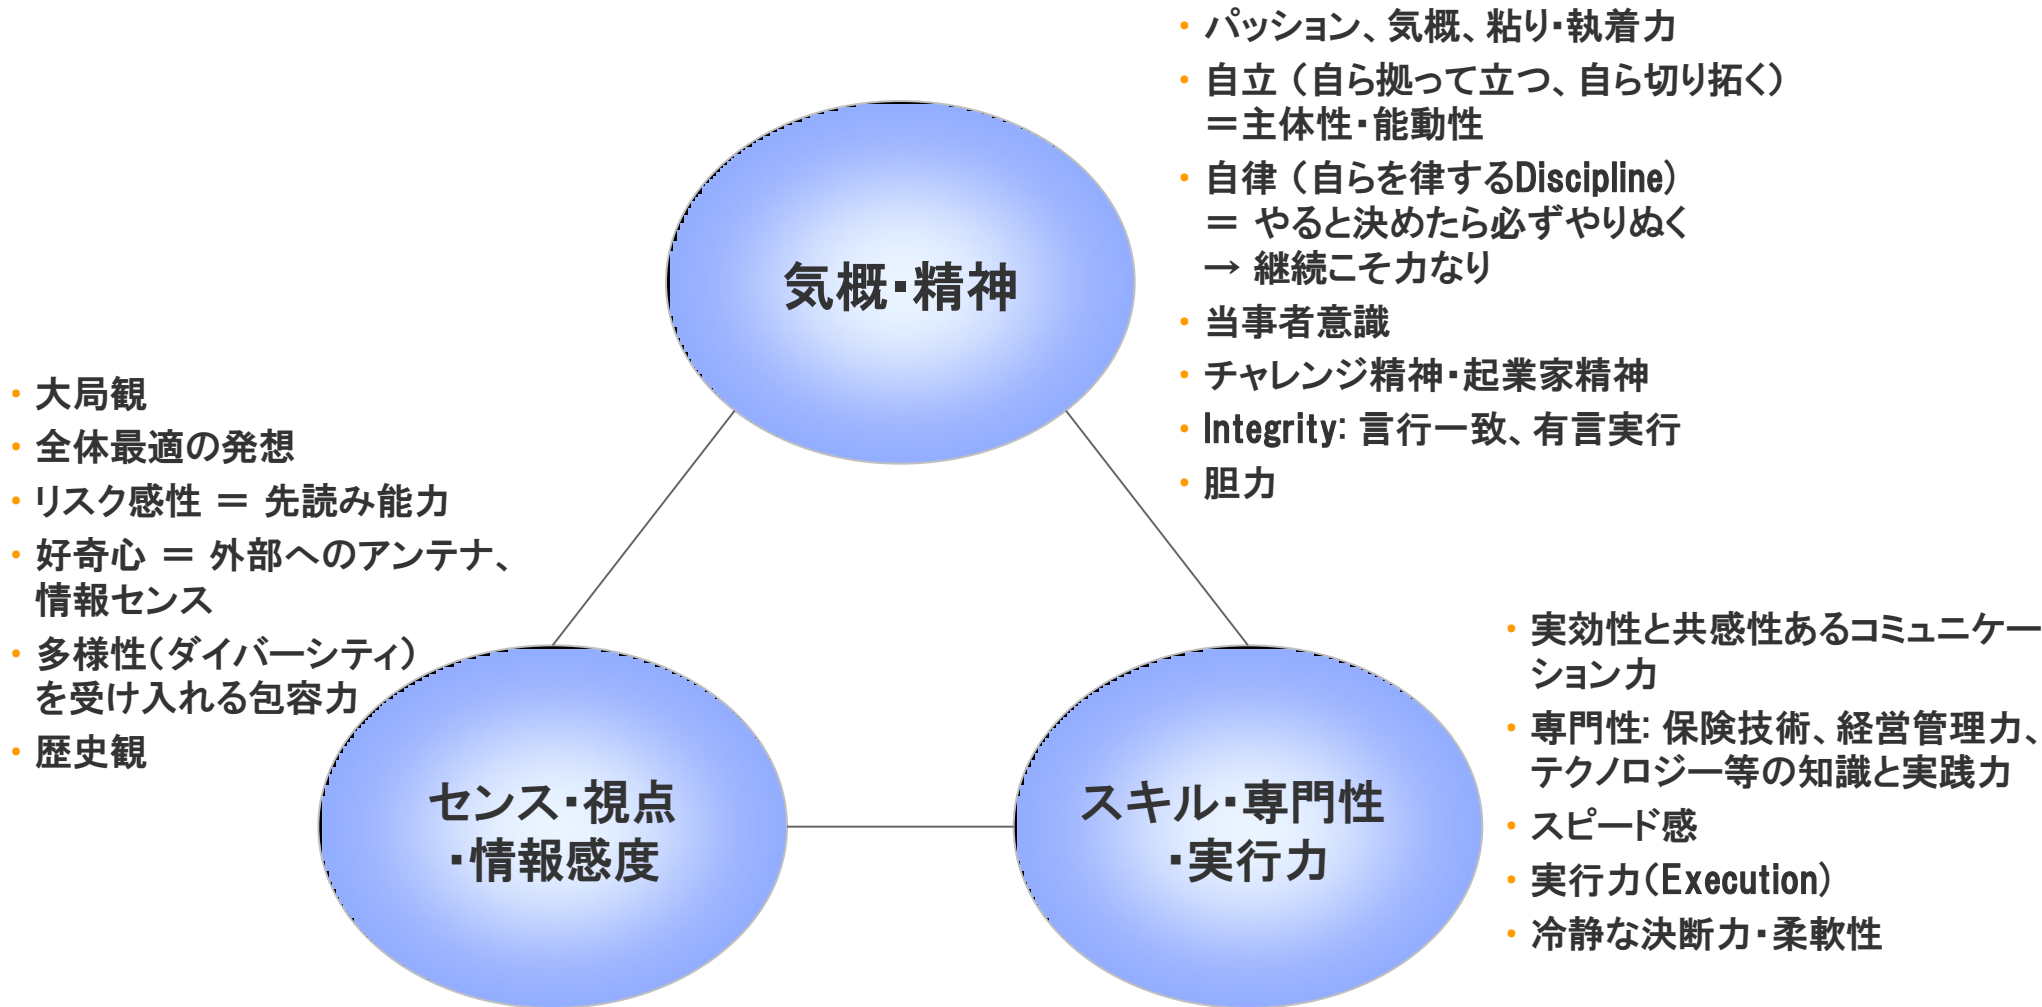 ・パッション、気概、粘り・執着力
・自立（自ら拠って立つ、自ら切り拓く）
＝主体性・能動性
・自律（自らを律するDiscipline）
＝ やると決めたら必ずやりぬく
→ 継続こそ力なり
・当事者意識
・チャレンジ精神・起業家精神
・Integrity: 言行一致、有言実行
・胆力
気概・精神
・大局観
・全体最適の発想
・リスク感性 ＝ 先読み能力
・好奇心 ＝ 外部へのアンテナ、
情報センス
・多様性（ダイバーシティ）
を受け入れる包容力
・歴史観
センス・視点
・情報感度
スキル・専門性
・実行力
・実効性と共感性あるコミュニケー
ション力
・専門性: 保険技術、経営管理力、
テクノロジー等の知識と実践力
・スピード感
・実行力（Execution）
・冷静な決断力・柔軟性